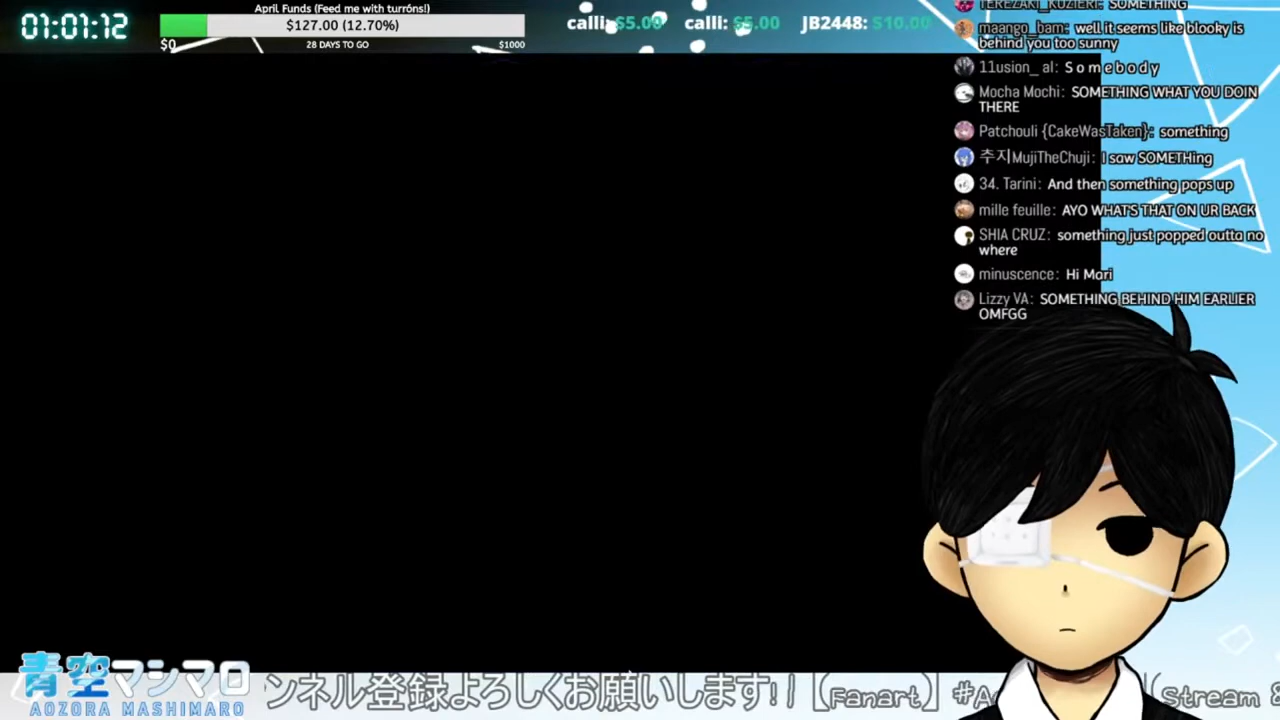 01:01:12
April Funds (Feed me with turróns!)
$127.00 (12.70%)
$0
28 DAYS TO GO
$1000
calli: $5.00 calli: $5.00 JB2448: $10.00
TEREZAKI_KUZIERI: SOMETHING
maango_bam: well it seems like blooky is
behind you too sunny
11usion_ al: S o m e b o d y
Mocha Mochi: SOMETHING WHAT YOU DOIN
THERE
Patchouli {CakeWasTaken}: something
추지MujiTheChuji: I saw SOMETHing
34. Tarini: And then something pops up
mille feuille: AYO WHAT'S THAT ON UR BACK
SHIA CRUZ: something just popped outta no
where
minuscence: Hi Mari
Lizzy VA: SOMETHING BEHIND HIM EARLIER
OMFGG
青空マシマロ
AOZORA MASHIMARO
ンネル登録よろしくお願いします! 【Fanart】 #A
(Stream